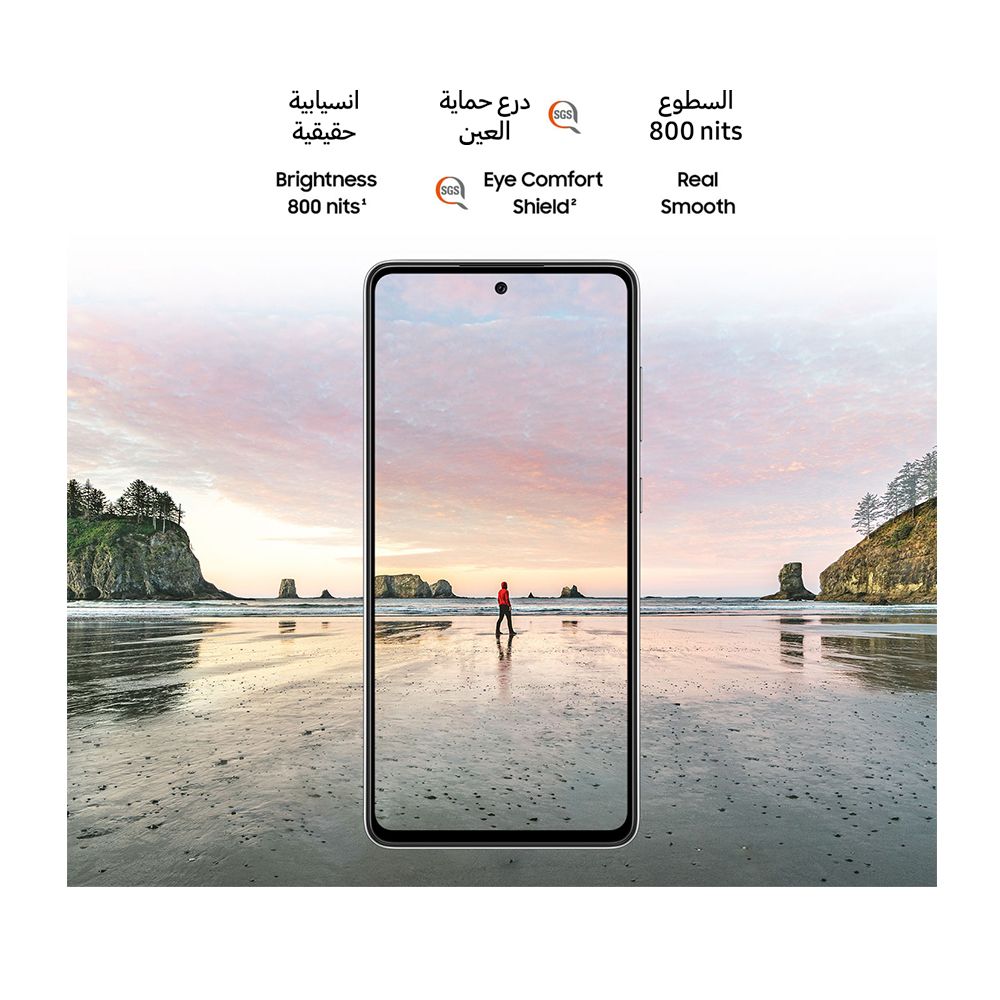 السطوع
800 nits
SGS
درع حماية
العين
انسيابية
حقيقية
Brightness
800 nits¹
SGS
Eye Comfort
Shield²
Real
Smooth